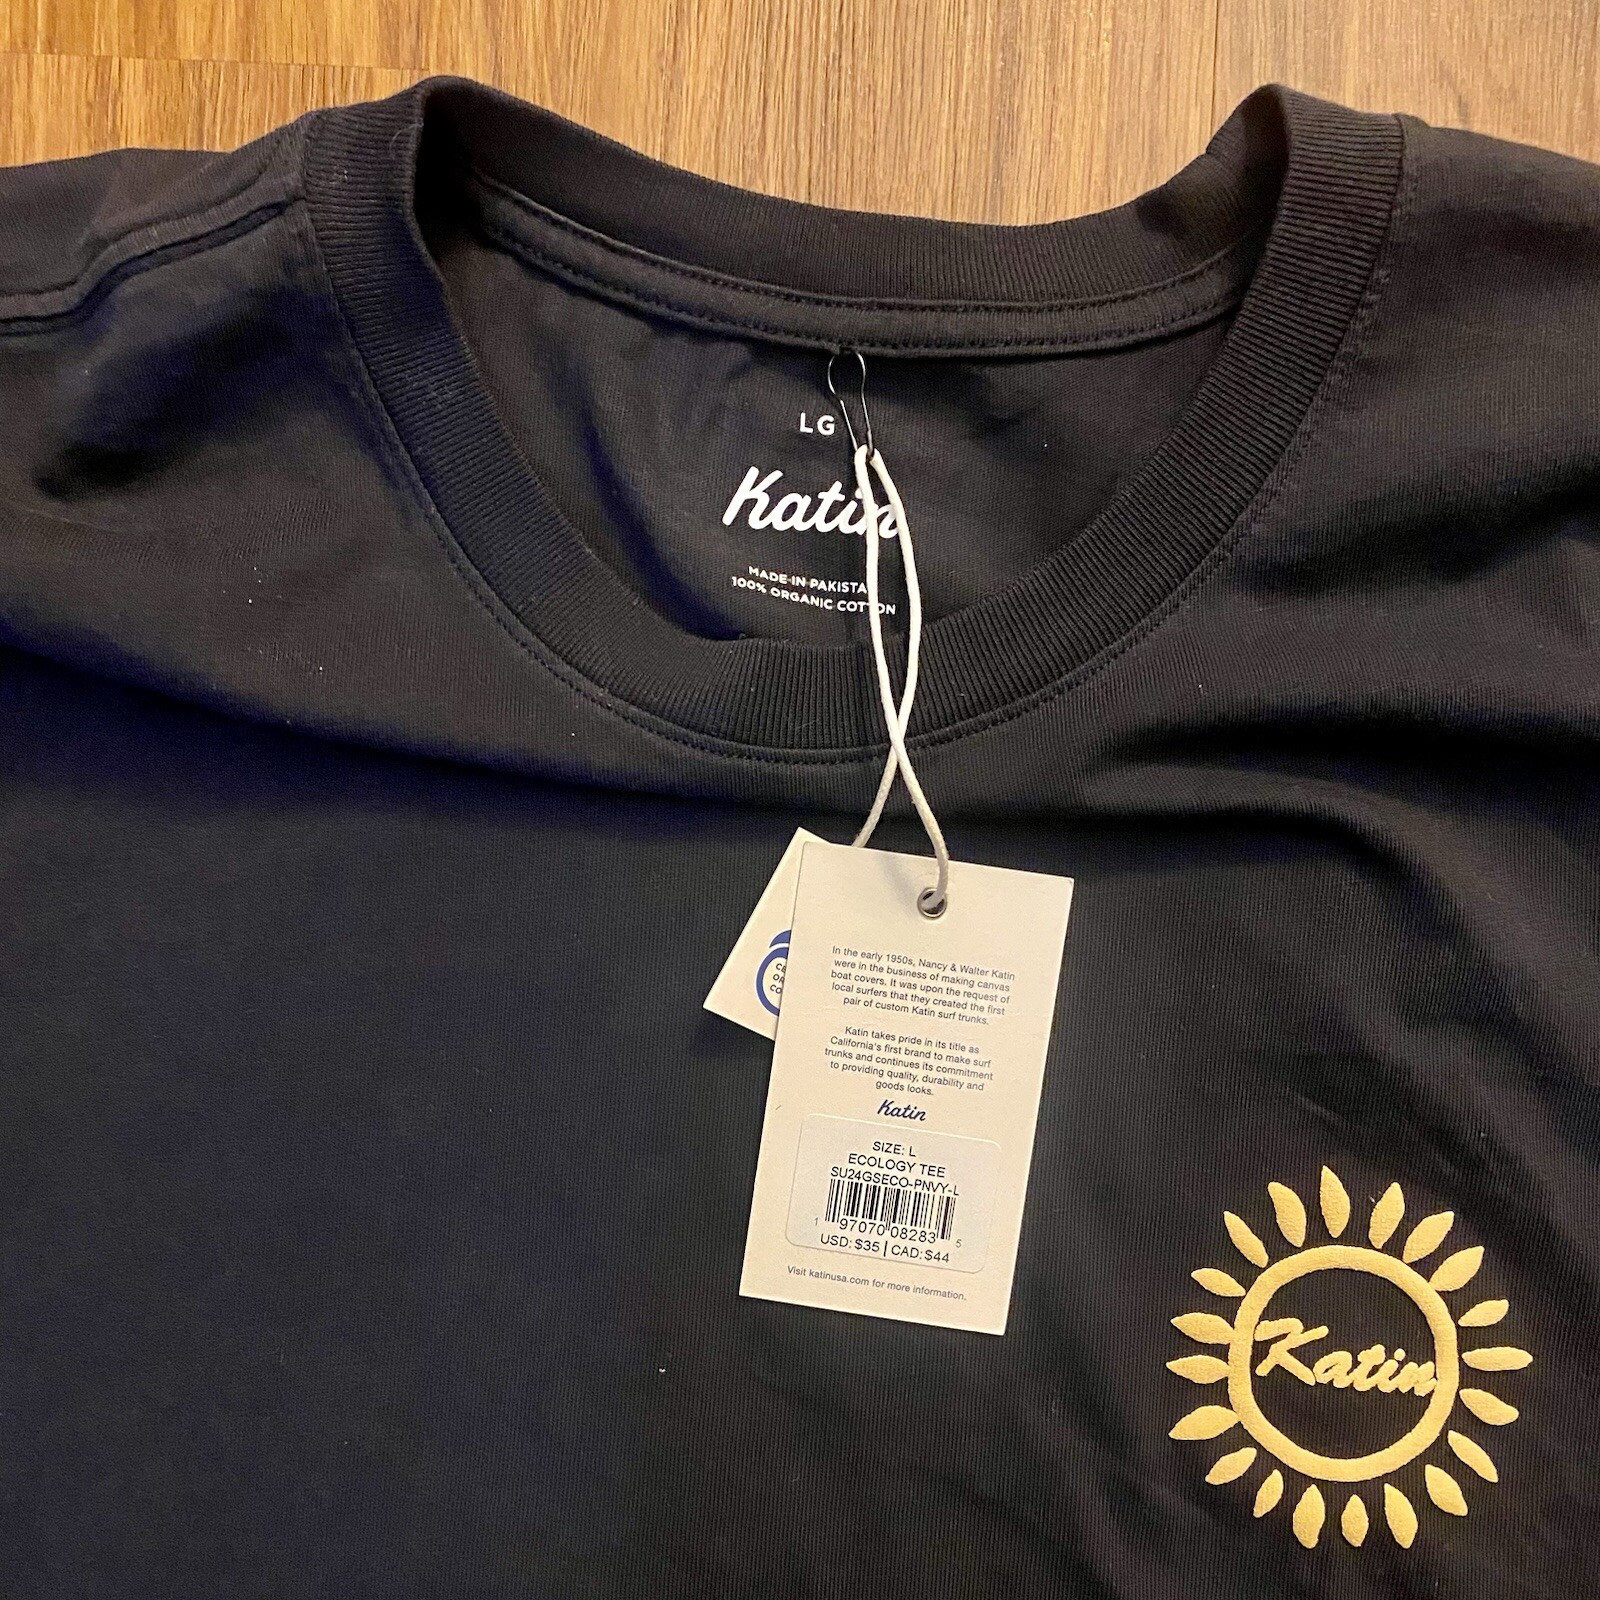 LG
Katin
MADE IN PAKISTA
100% ORGANIC COTTON
CE
OR
CO
In the early 1950s, Nancy & Walter Katin
were in the business of making canvas
boat covers. It was upon the request of
local surfers that they created the first
pair of custom Katin surf trunks.
Katin takes pride in its title as
California's first brand to make surf
trunks and continues its commitment
to providing quality, durability and
goods looks.
Katin
SIZE: L
ECOLOGY TEE
SU24GSECO-PNVY-L
1 97070 08283 5
USD: $35 | CAD: $44
Visit katinusa.com for more information.
Katin